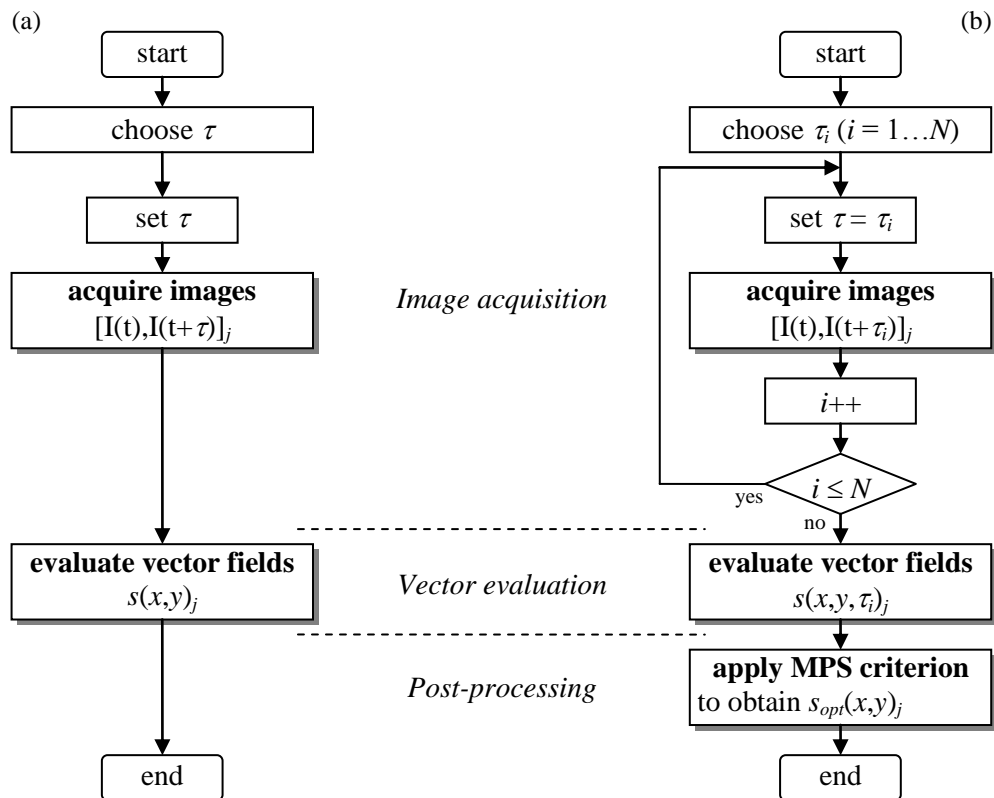 (a)
start
choose τ
set τ
acquire images
[I(t),I(t+τ)]j
evaluate vector fields
s(x,y)j
end
Image acquisition
Vector evaluation
Post-processing
(b)
start
choose τi (i = 1…N)
set τ = τi
acquire images
[I(t),I(t+τi)]j
i++
i ≤ N
yes
no
evaluate vector fields
s(x,y,τi)j
apply MPS criterion
to obtain sopt(x,y)j
end